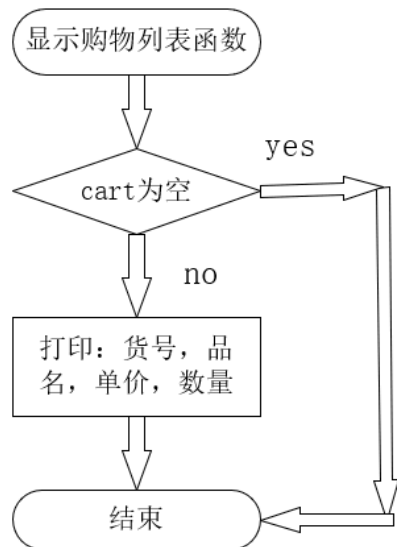 显示购物列表函数
yes
cart为空
no
打印：货号，品
名，单价，数量
结束